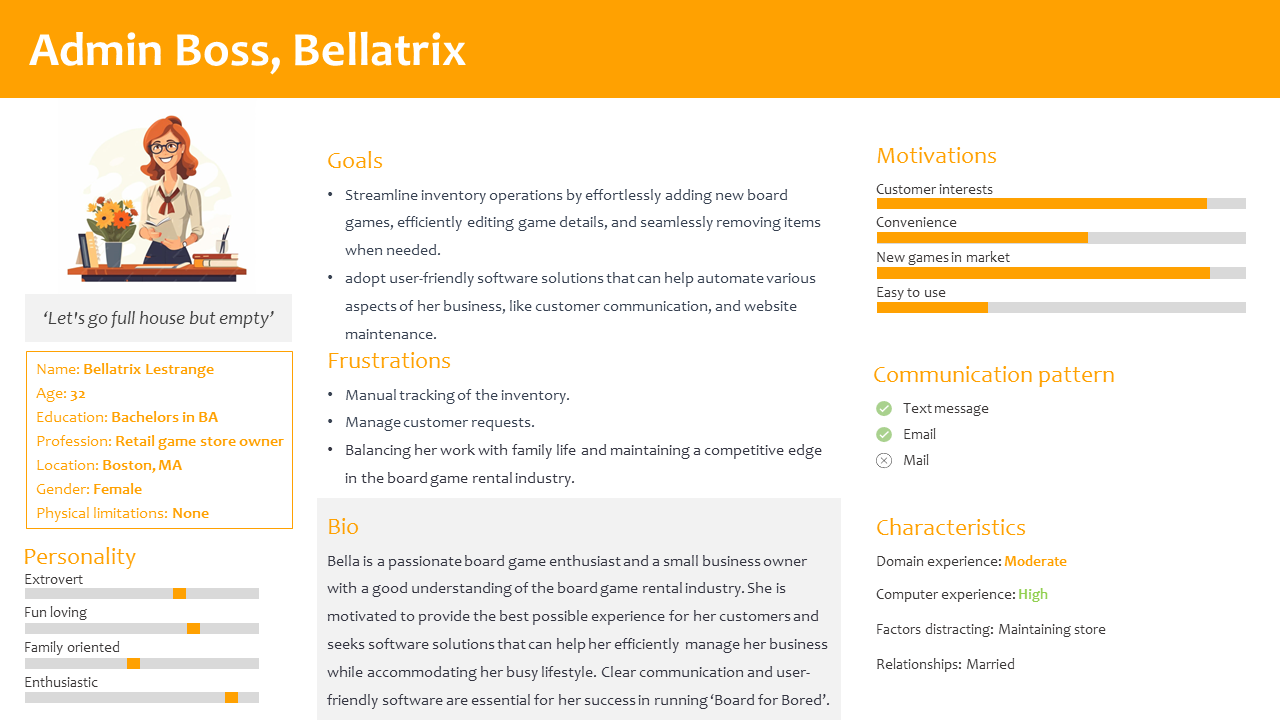 Admin Boss, Bellatrix
‘Let's go full house but empty’
Name: Bellatrix Lestrange
Age: 32
Education: Bachelors in BA
Profession: Retail game store owner
Location: Boston, MA
Gender: Female
Physical limitations: None
Personality
Extrovert
Fun loving
Family oriented
Enthusiastic
Goals
• Streamline inventory operations by effortlessly adding new board
games, efficiently editing game details, and seamlessly removing items
when needed.
• adopt user-friendly software solutions that can help automate various
aspects of her business, like customer communication, and website
maintenance.
Frustrations
• Manual tracking of the inventory.
• Manage customer requests.
• Balancing her work with family life and maintaining a competitive edge
in the board game rental industry.
Bio
Bella is a passionate board game enthusiast and a small business owner
with a good understanding of the board game rental industry. She is
motivated to provide the best possible experience for her customers and
seeks software solutions that can help her efficiently manage her business
while accommodating her busy lifestyle. Clear communication and user-
friendly software are essential for her success in running ‘Board for Bored’.
Motivations
Customer interests
Convenience
New games in market
Easy to use
Communication pattern
Text message
Email
Mail
Characteristics
Domain experience: Moderate
Computer experience: High
Factors distracting: Maintaining store
Relationships: Married